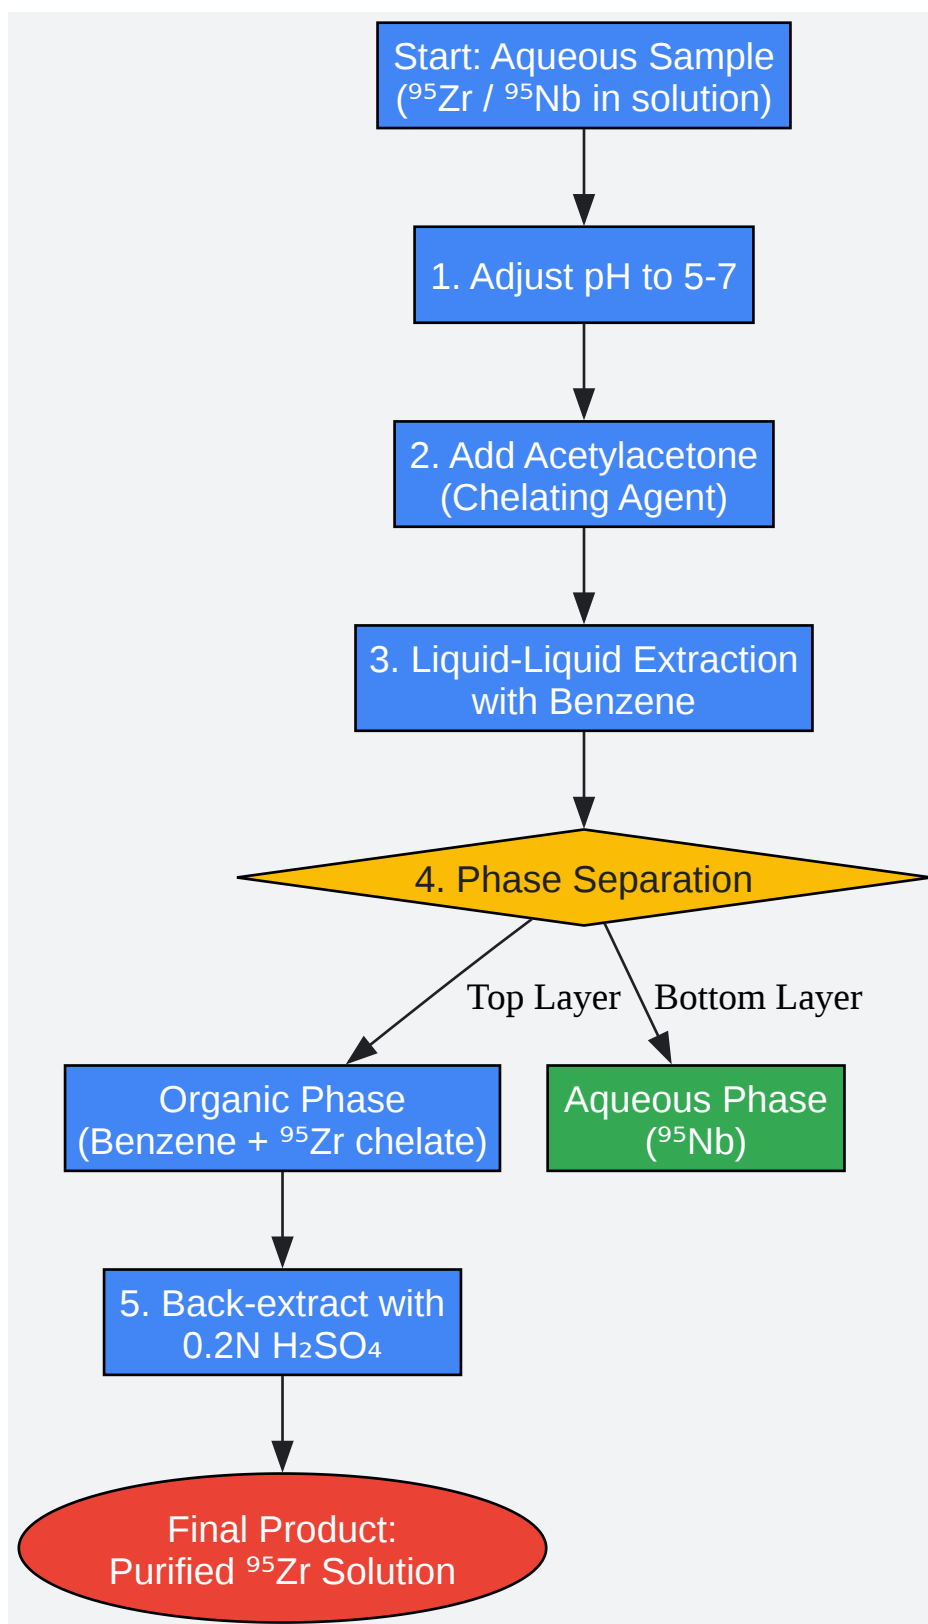 Start: Aqueous Sample
(⁹⁵Zr / ⁹⁵Nb in solution)
1. Adjust pH to 5-7
2. Add Acetylacetone
(Chelating Agent)
3. Liquid-Liquid Extraction
with Benzene
4. Phase Separation
Top Layer
Bottom Layer
Organic Phase
(Benzene + ⁹⁵Zr chelate)
Aqueous Phase
(⁹⁵Nb)
5. Back-extract with
0.2N H₂SO₄
Final Product:
Purified ⁹⁵Zr Solution